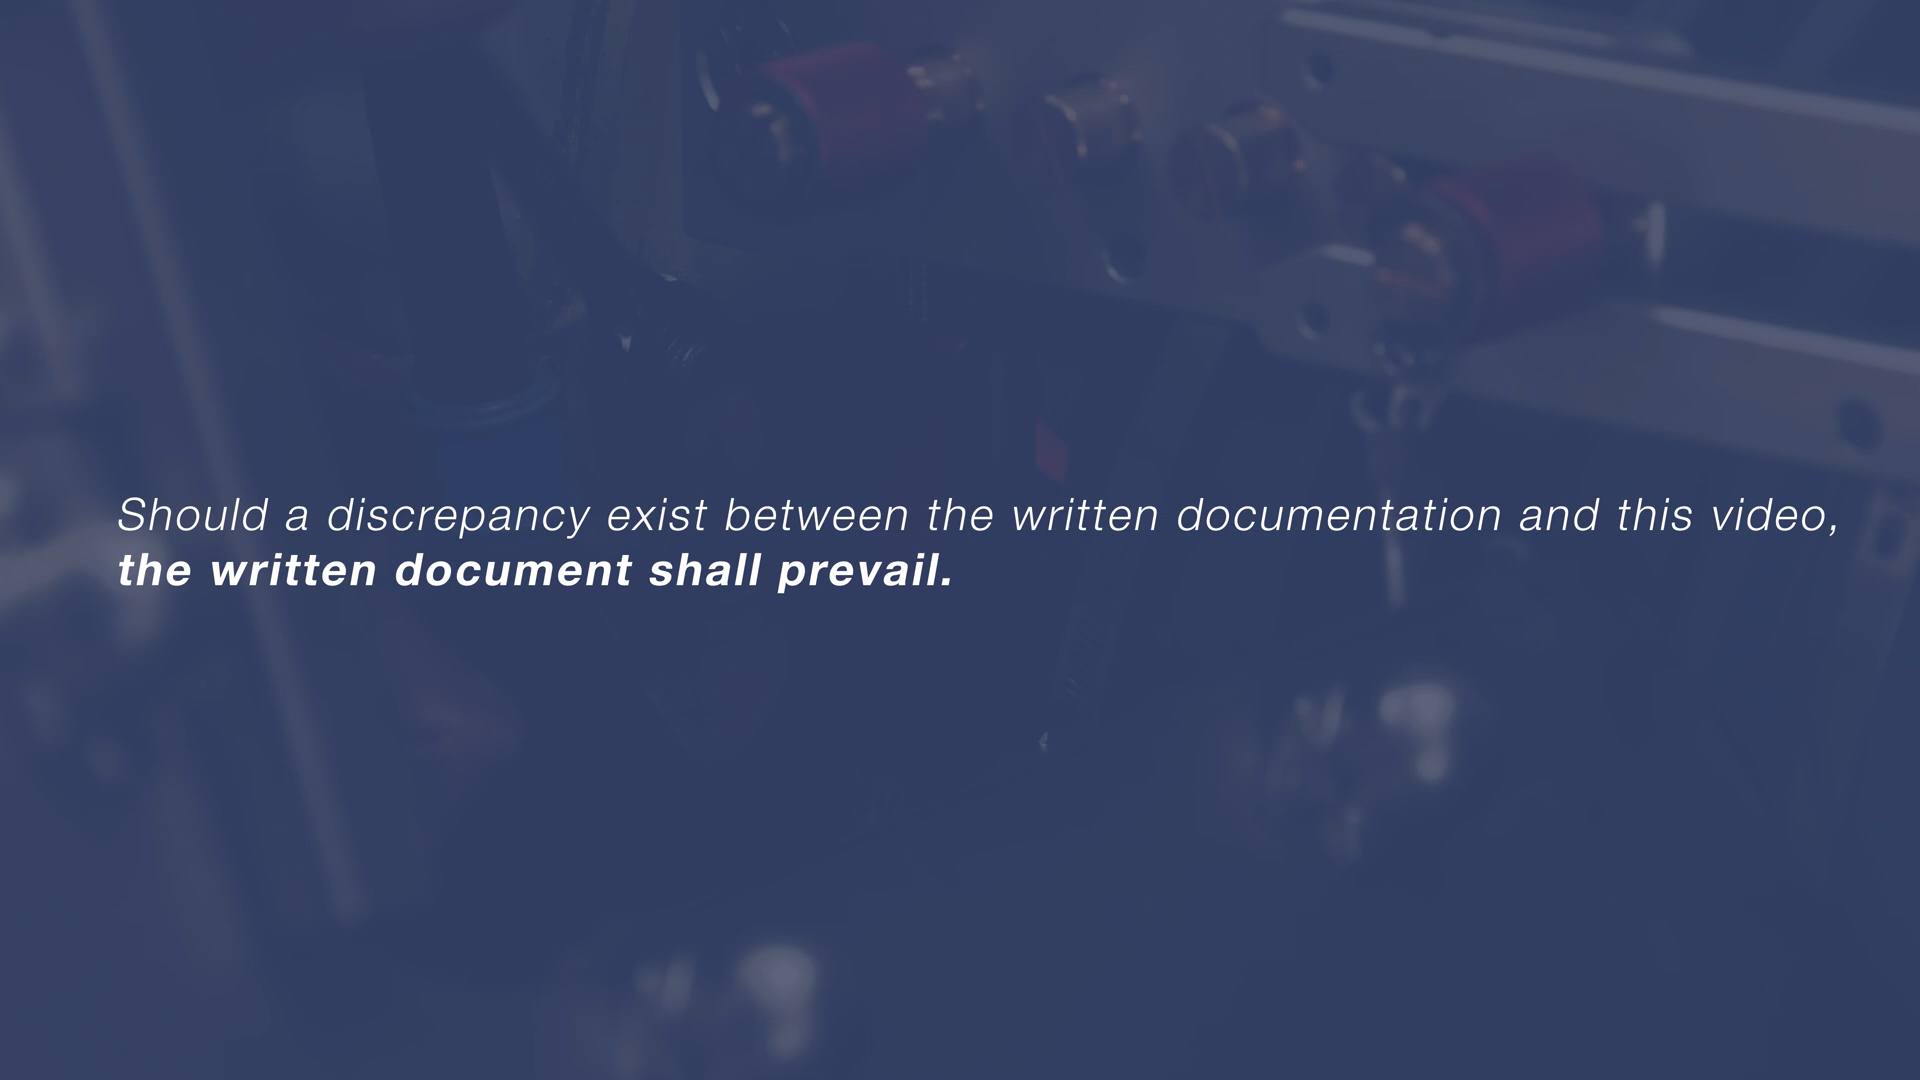 Should a discrepancy exist between the written documentation and this video,
the written document shall prevail.